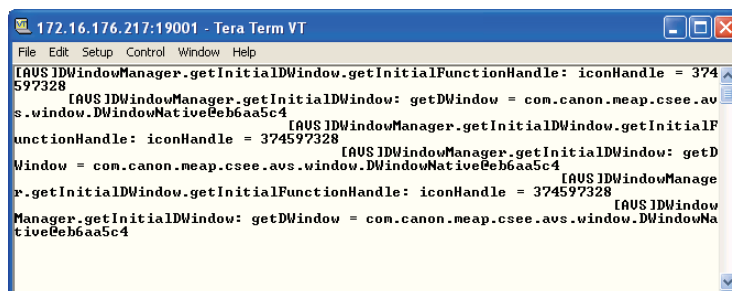 172.16.176.217:19001 - Tera Term VT
File Edit Setup Control Window Help
[AVS]DWindowManager.getInitialDWindow.getInitialFunctionHandle: iconHandle = 374
597328
[AVS]DWindowManager.getInitialDWindow: getDWindow = com.canon.meap.csee.av
s.window.DWindowNative@eb6aa5c4
[AVS]DWindowManager.getInitialDWindow.getInitialF
unctionHandle: iconHandle = 374597328
[AVS]DWindowManager.getInitialDWindow: getD
Window = com.canon.meap.csee.avs.window.DWindowNative@eb6aa5c4
[AVS]DWindowManage
r.getInitialDWindow.getInitialFunctionHandle: iconHandle = 374597328
[AVS]DWindow
Manager.getInitialDWindow: getDWindow = com.canon.meap.csee.avs.window.DWindowNa
tive@eb6aa5c4